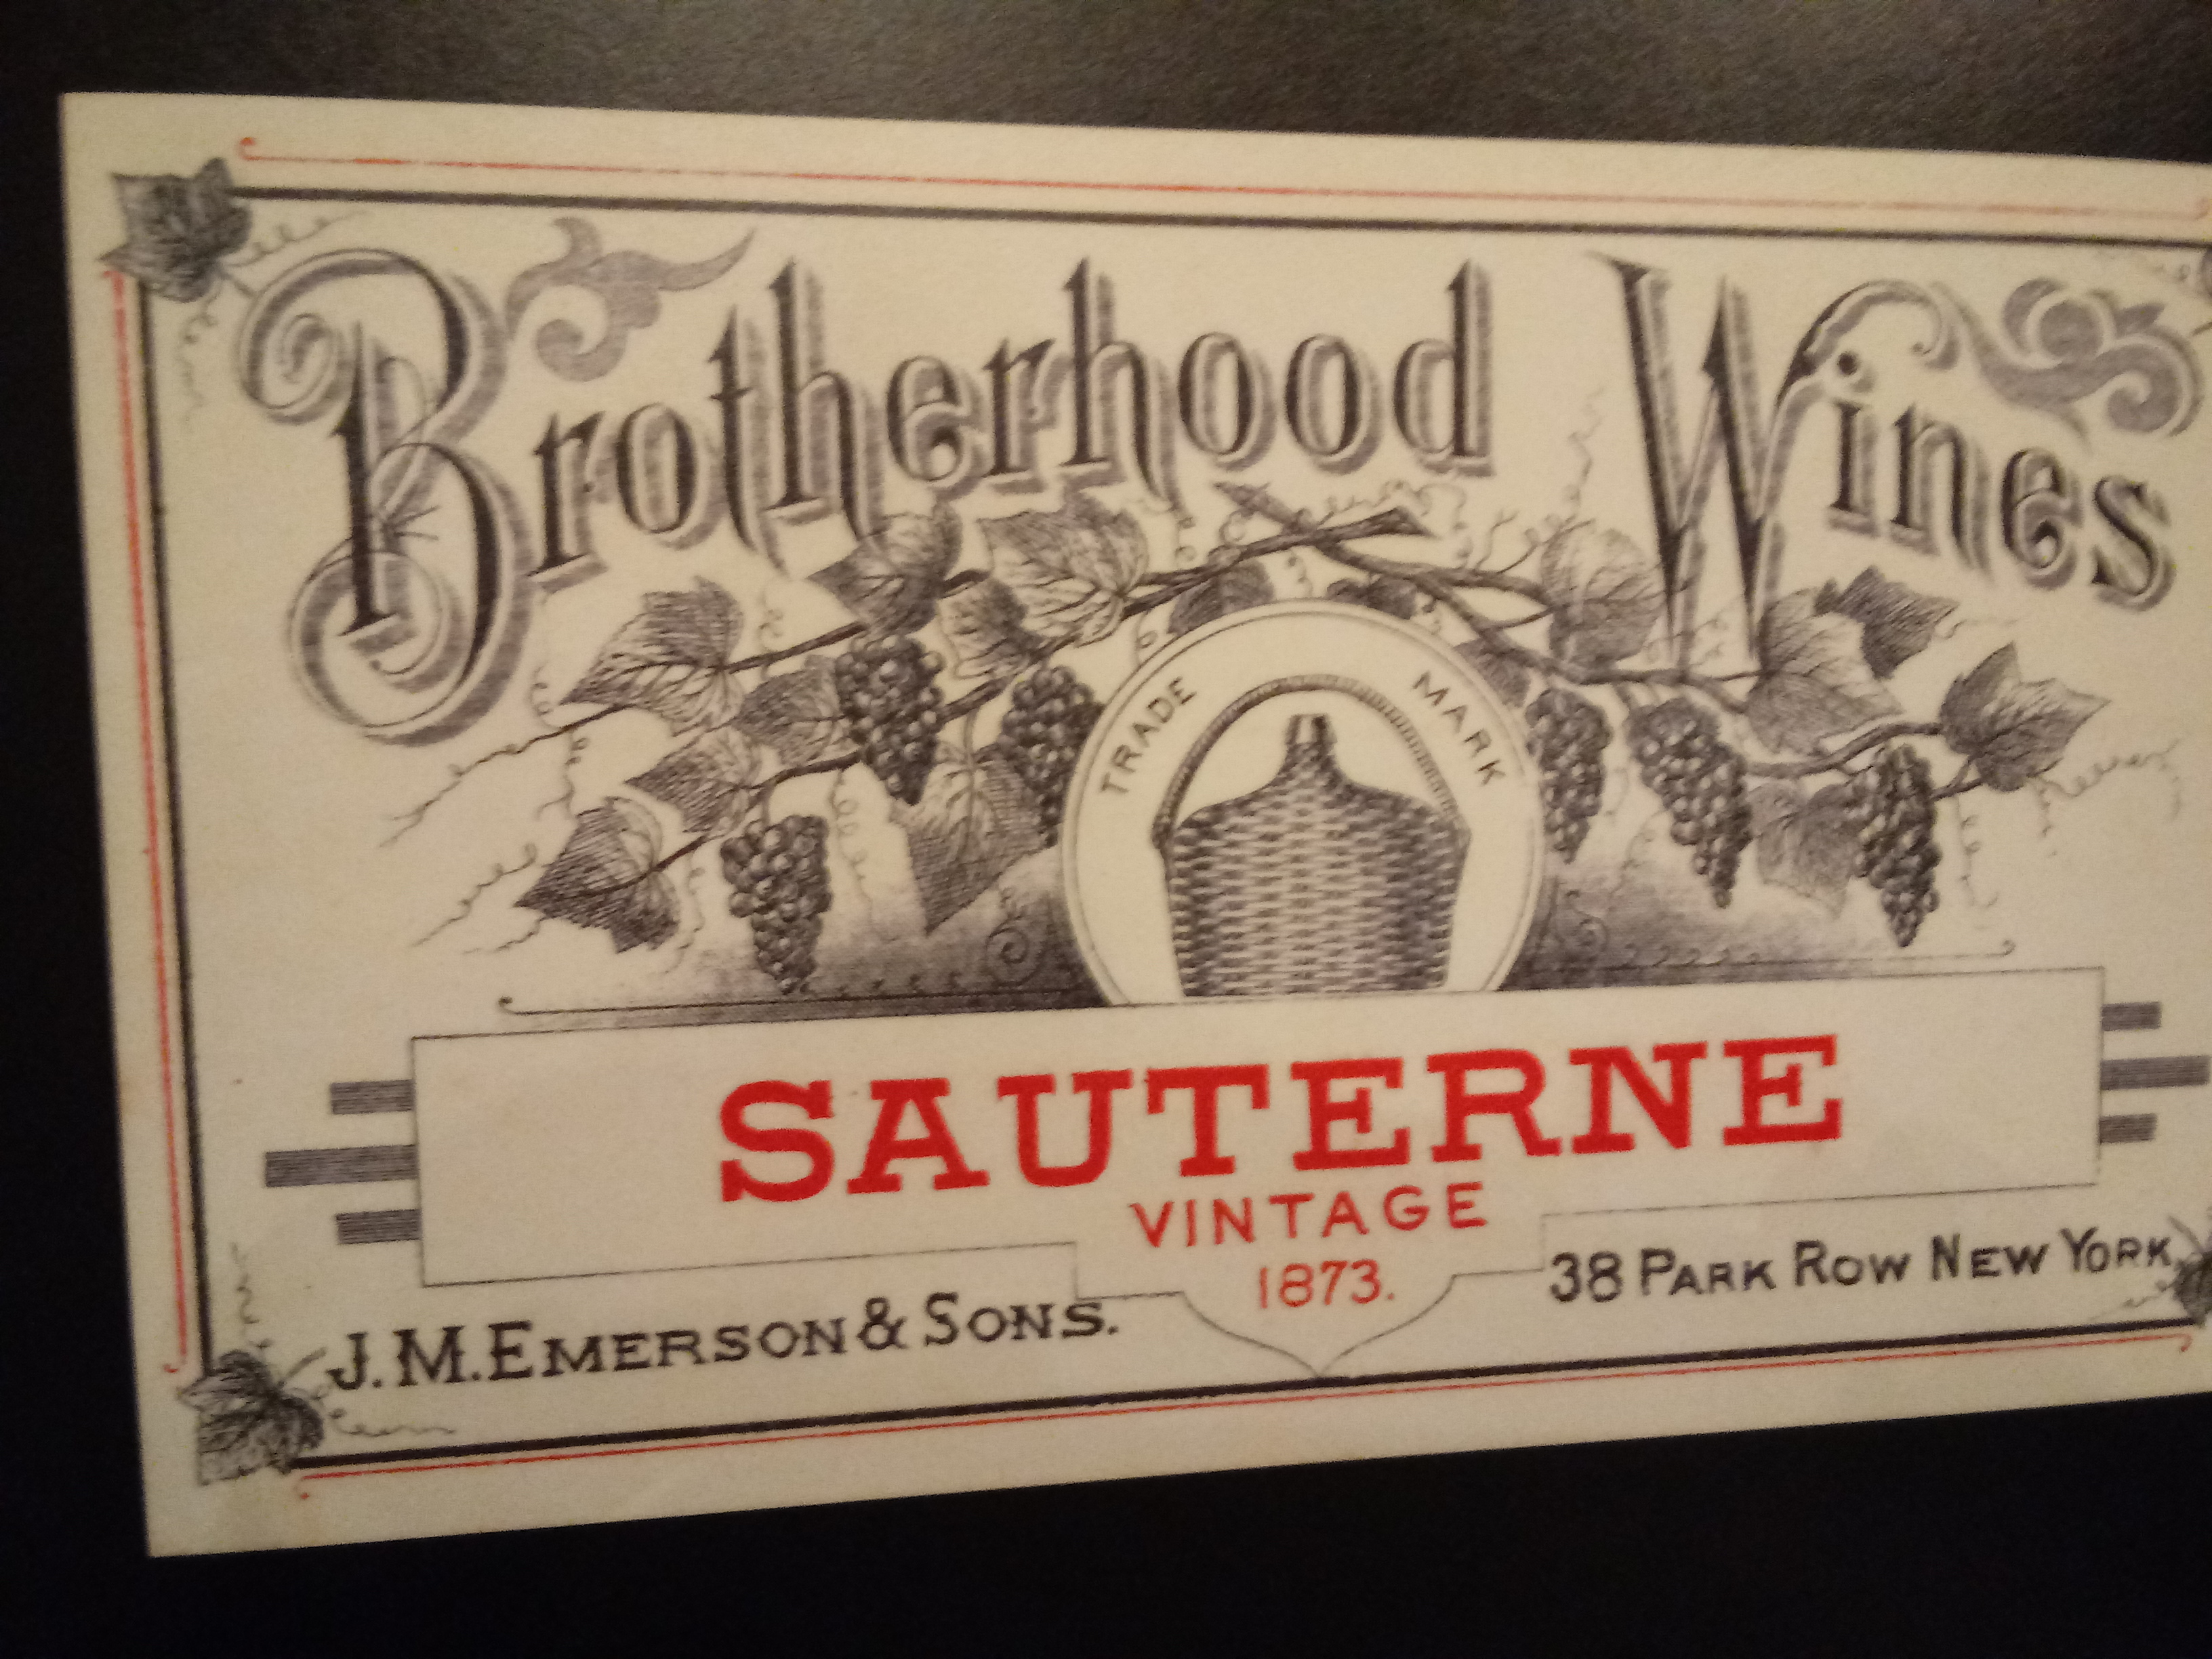 Brotherhood Wines
TRADE MARK
SAUTERNE
VINTAGE
1873.
J. M. EMERSON & SONS.
38 PARK ROW NEW YORK